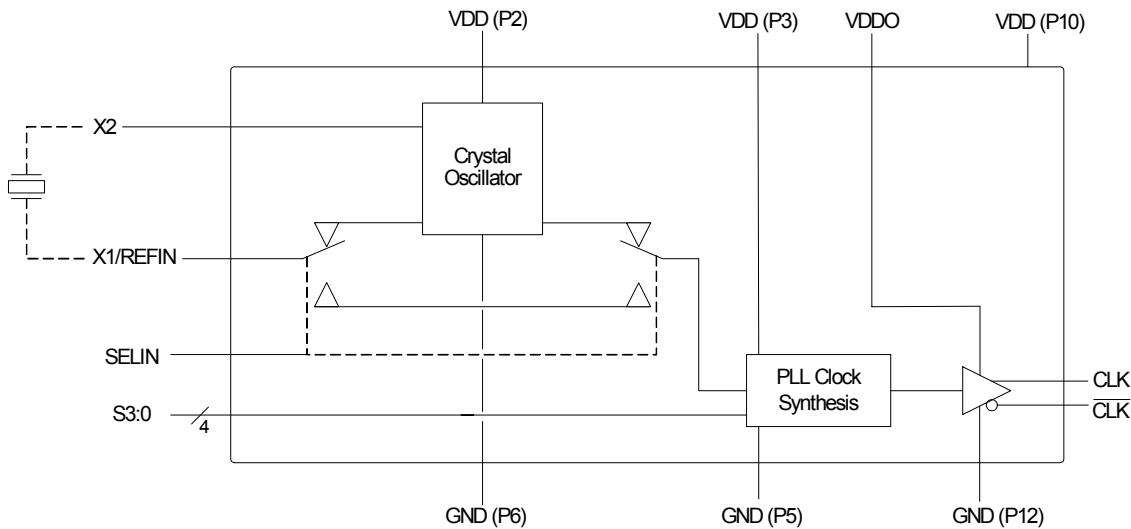 VDD (P2)
VDD (P3)
VDDO
VDD (P10)
X2
Crystal
Oscillator
X1/REFIN
SELIN
PLL Clock
Synthesis
CLK
CLK
S3:0
4
GND (P6)
GND (P5)
GND (P12)